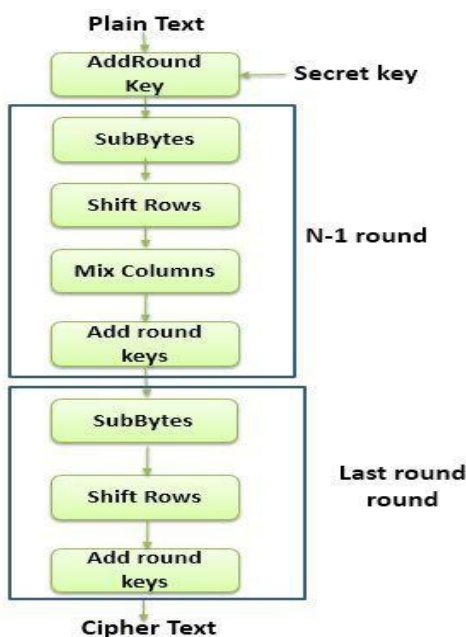 Plain Text
AddRound
Key
Secret key
SubBytes
Shift Rows
N-1 round
Mix Columns
Add round
keys
SubBytes
Shift Rows
Last round
round
Add round
keys
Cipher Text